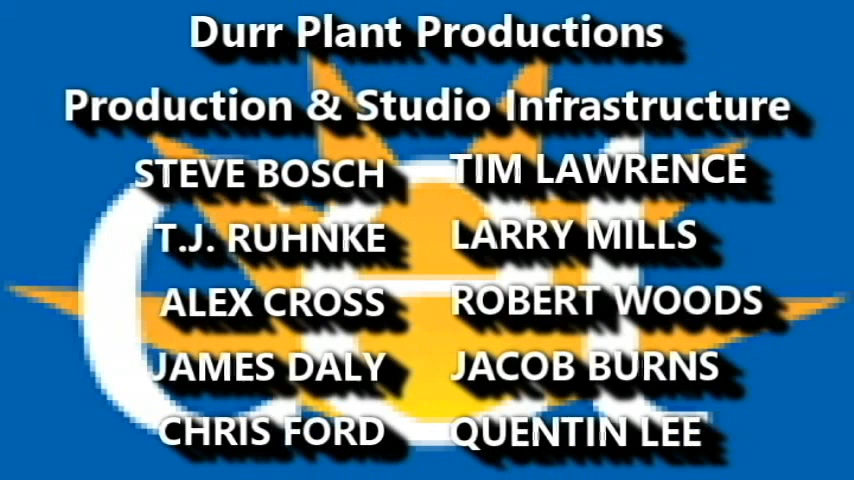 Durr Plant Productions
Production & Studio Infrastructure
STEVE BOSCH
TIM LAWRENCE
T.J. RUHNKE
LARRY MILLS
ALEX CROSS
ROBERT WOODS
JAMES DALY
JACOB BURNS
CHRIS FORD
QUENTIN LEE